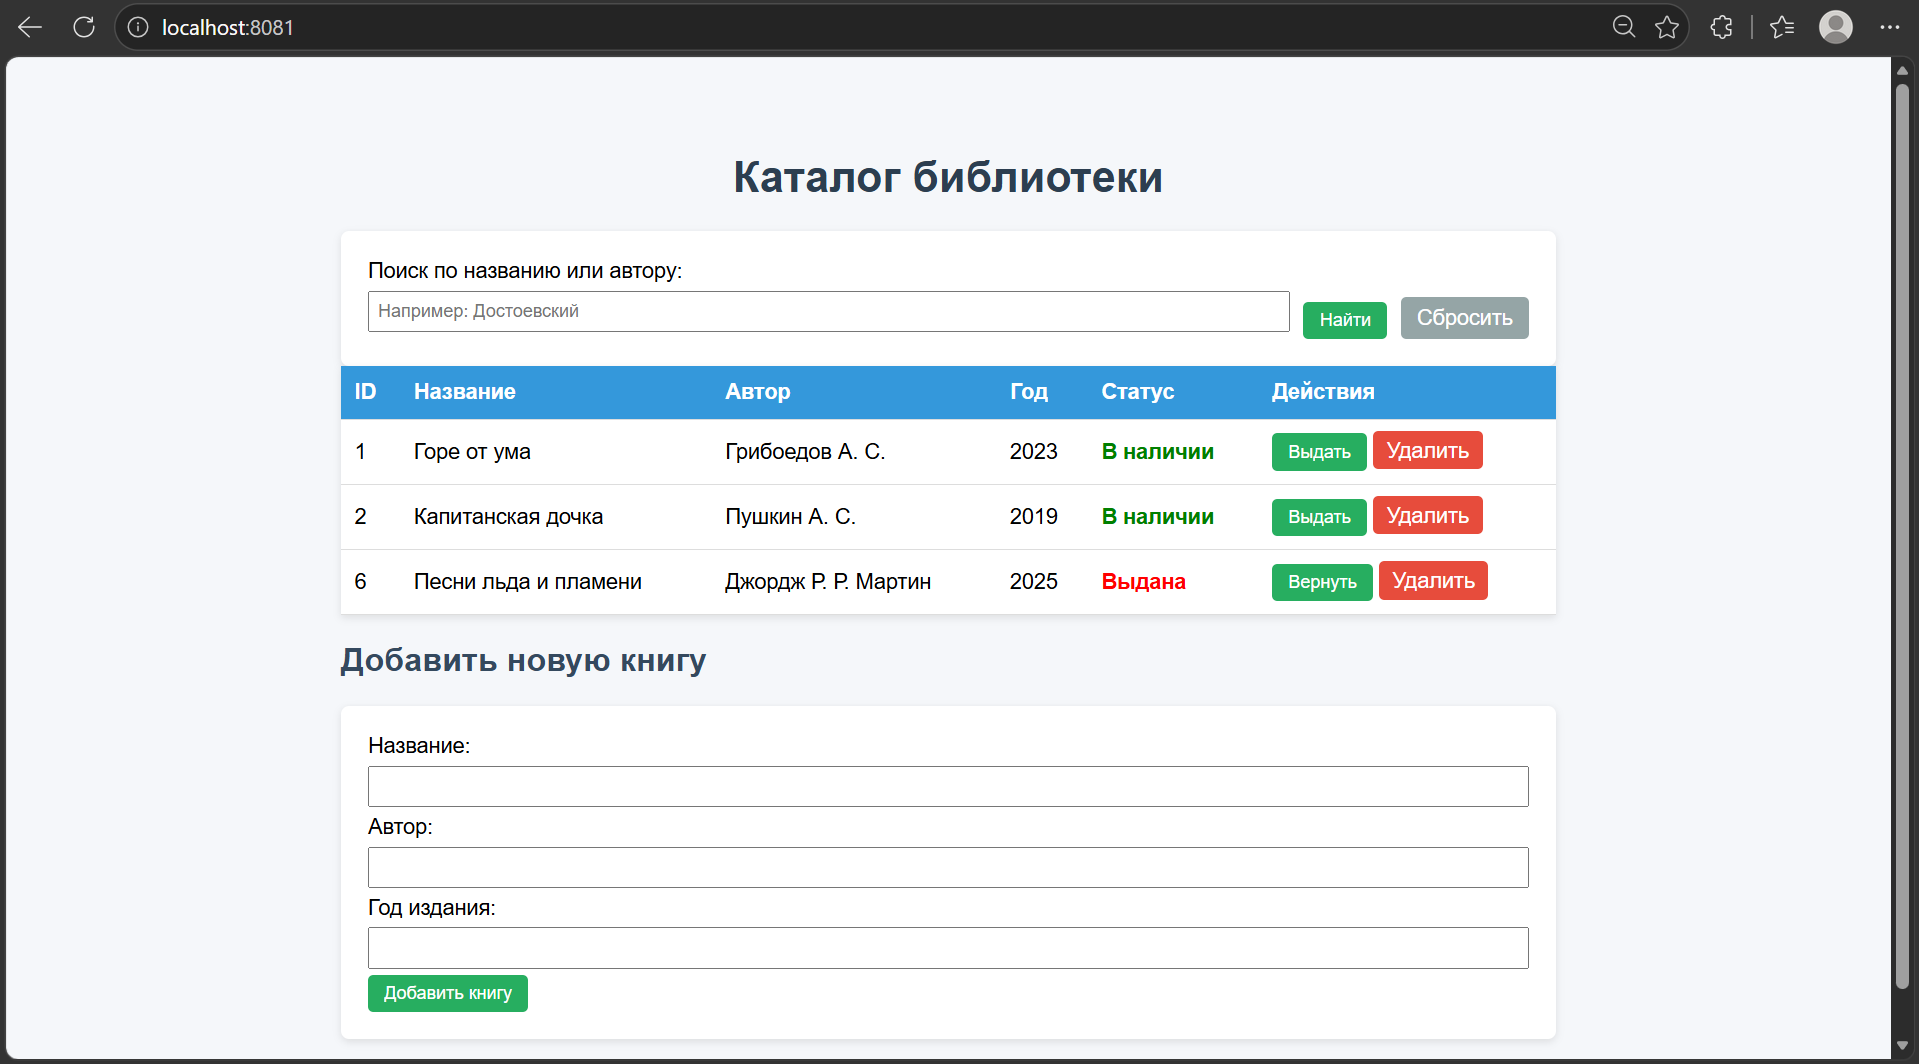 localhost:8081
Каталог библиотеки
Поиск по названию или автору:
Например: Достоевский
Найти
Сбросить
ID Название Автор Год Статус Действия
1 Горе от ума Грибоедов А. С. 2023 В наличии Выдать Удалить
2 Капитанская дочка Пушкин А. С. 2019 В наличии Выдать Удалить
6 Песни льда и пламени Джордж Р. Р. Мартин 2025 Выдана Вернуть Удалить
Добавить новую книгу
Название:
Автор:
Год издания:
Добавить книгу